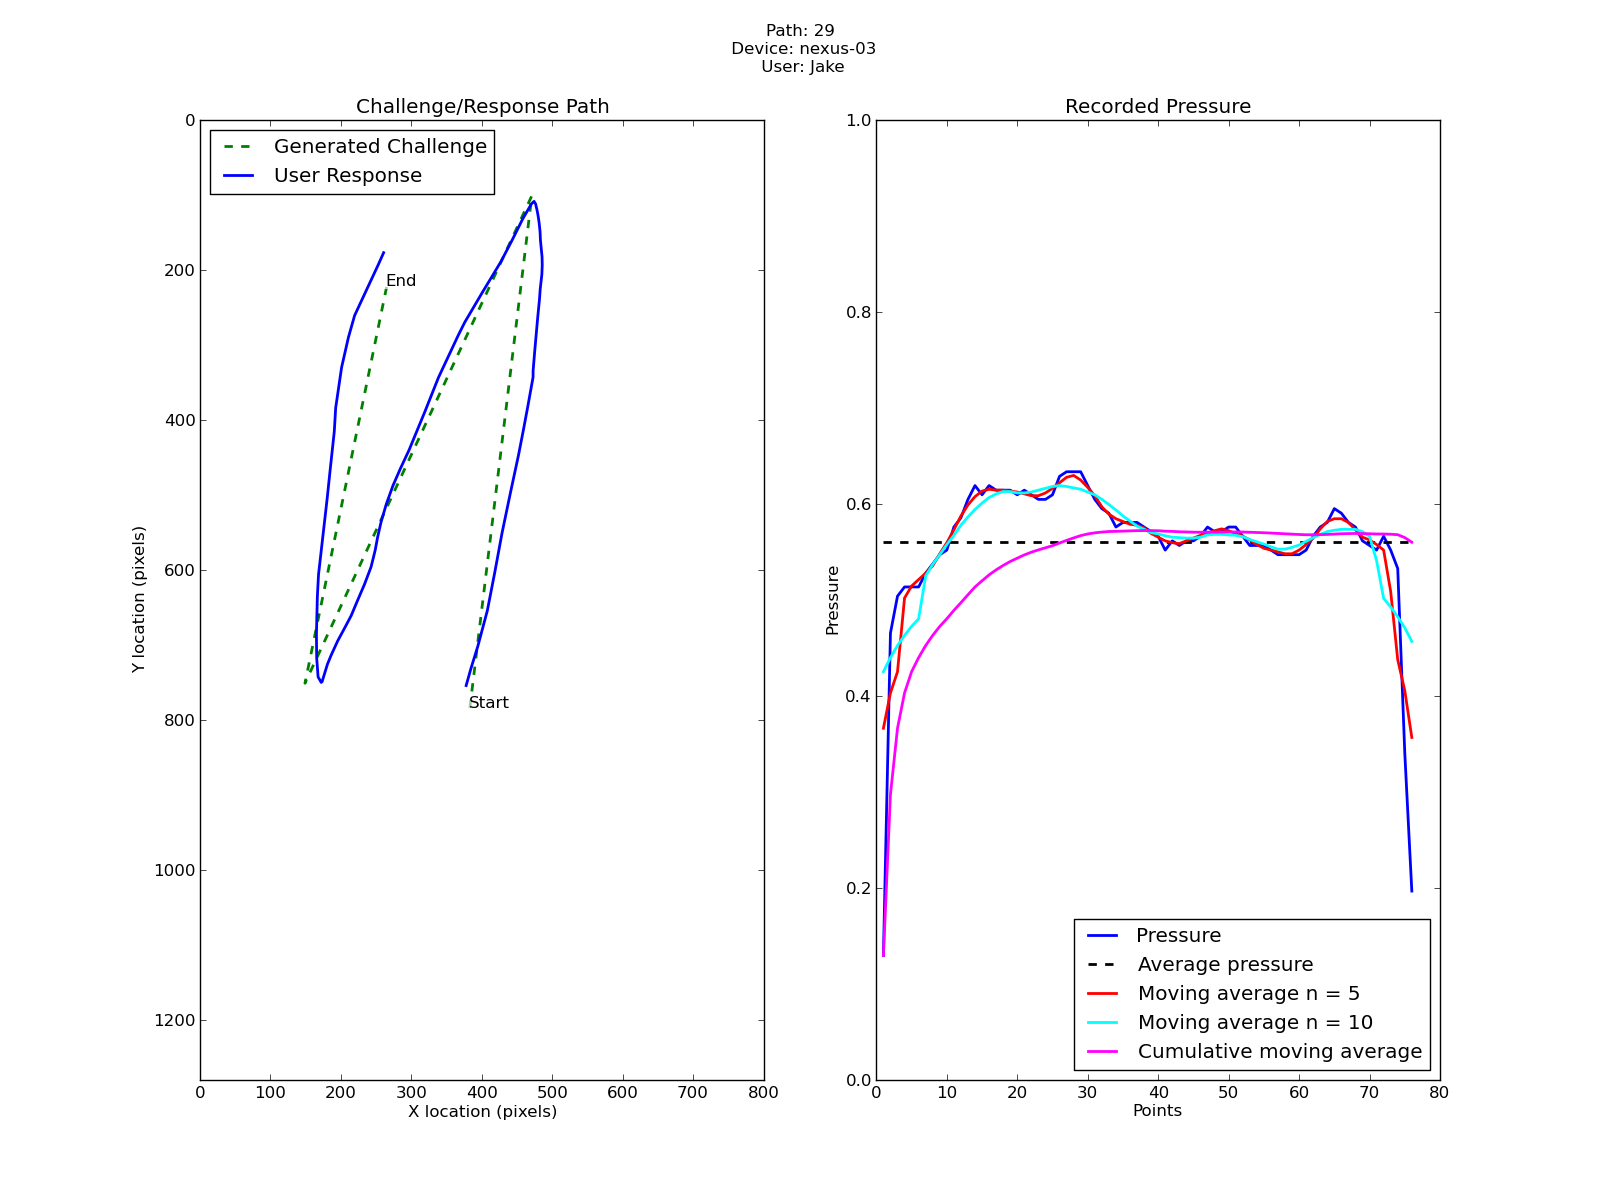 Path: 29
Device: nexus-03
User: Jake
Challenge/Response Path
Generated Challenge
User Response
End
Start
0
200
400
600
800
1000
1200
Y location (pixels)
0 100 200 300 400 500 600 700 800
X location (pixels)
Recorded Pressure
1.0
0.8
0.6
0.4
0.2
0.0
Pressure
Pressure
Average pressure
Moving average n = 5
Moving average n = 10
Cumulative moving average
0 10 20 30 40 50 60 70 80
Points